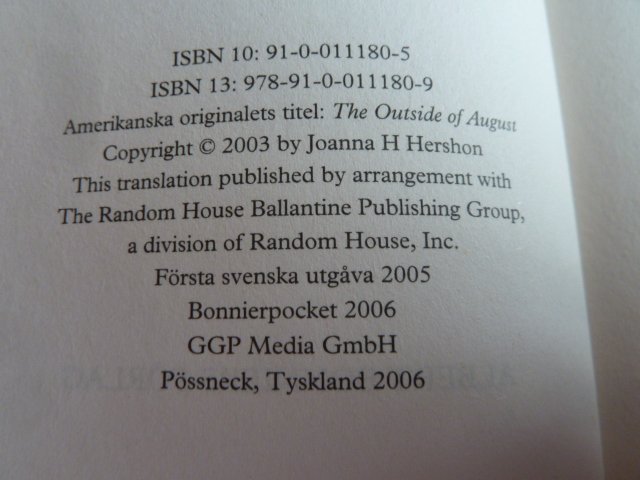 ISBN 10: 91-0-011180-5
ISBN 13: 978-91-0-011180-9
Amerikanska originalets titel: The Outside of August
Copyright © 2003 by Joanna H Hershon
This translation published by arrangement with
The Random House Ballantine Publishing Group,
a division of Random House, Inc.
Första svenska utgåva 2005
Bonnierpocket 2006
GGP Media GmbH
Pössneck, Tyskland 2006